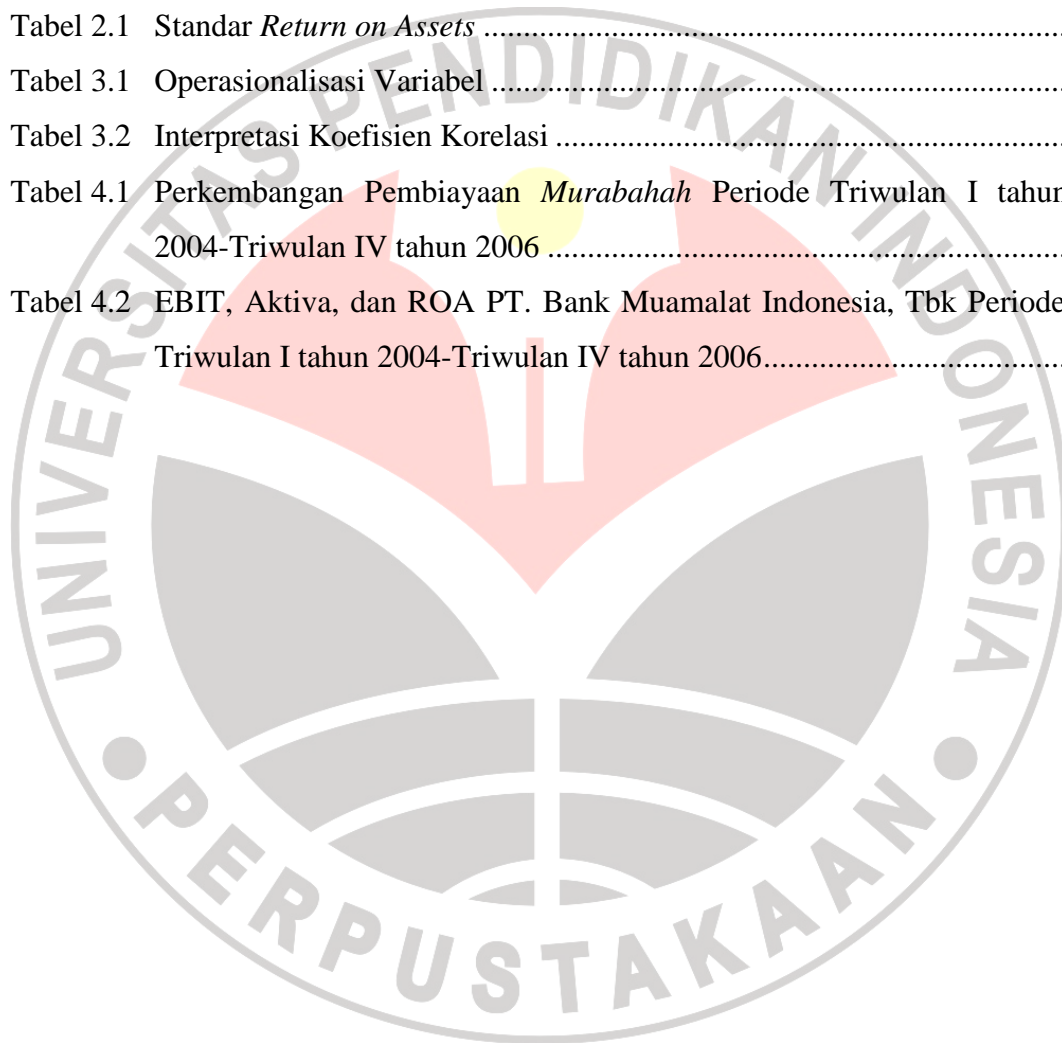 Tabel 2.1 Standar Return on Assets ..........................................................................
Tabel 3.1 Operasionalisasi Variabel .........................................................................
Tabel 3.2 Interpretasi Koefisien Korelasi .................................................................
Tabel 4.1 Perkembangan Pembiayaan Murabahah Periode Triwulan I tahun
2004-Triwulan IV tahun 2006 ..................................................................
Tabel 4.2 EBIT, Aktiva, dan ROA PT. Bank Muamalat Indonesia, Tbk Periode
Triwulan I tahun 2004-Triwulan IV tahun 2006......................................
UNIVERSITAS PENDIDIKAN INDONESIA
PERPUSTAKAAN